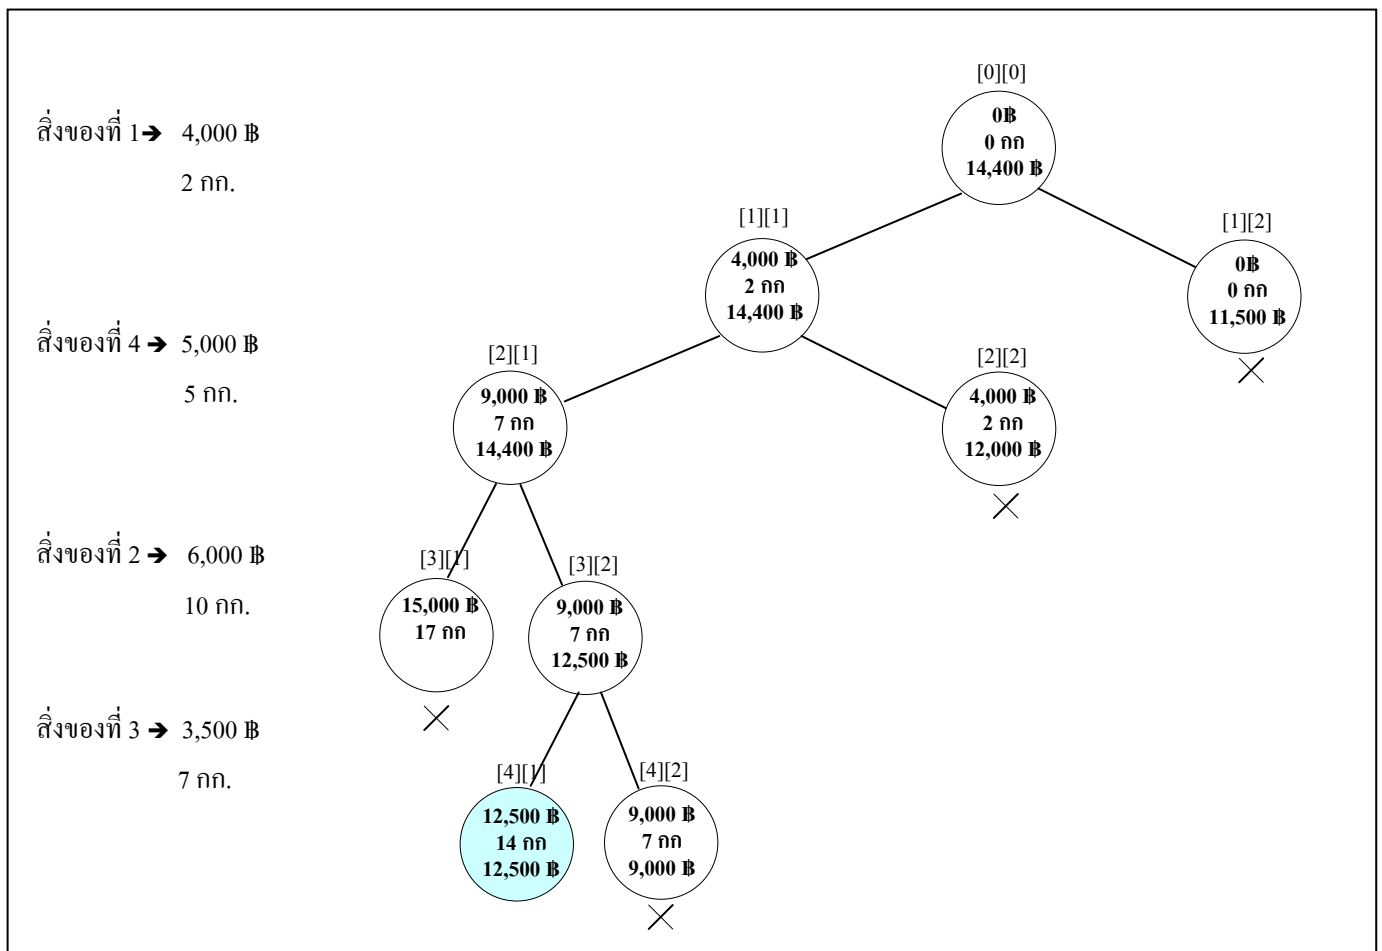 [0][0]
0฿
0 กก
14,400 ฿
สิ่งของที่ 1➔ 4,000 ฿
2 กก.
[1][1]
4,000 ฿
2 กก
14,400 ฿
[1][2]
0฿
0 กก
11,500 ฿
สิ่งของที่ 4 ➔ 5,000 ฿
5 กก.
[2][1]
9,000 ฿
7 กก
14,400 ฿
[2][2]
4,000 ฿
2 กก
12,000 ฿
สิ่งของที่ 2 ➔ 6,000 ฿
10 กก.
[3][1]
15,000 ฿
17 กก
[3][2]
9,000 ฿
7 กก
12,500 ฿
สิ่งของที่ 3 ➔ 3,500 ฿
7 กก.
[4][1]
12,500 ฿
14 กก
12,500 ฿
[4][2]
9,000 ฿
7 กก
9,000 ฿